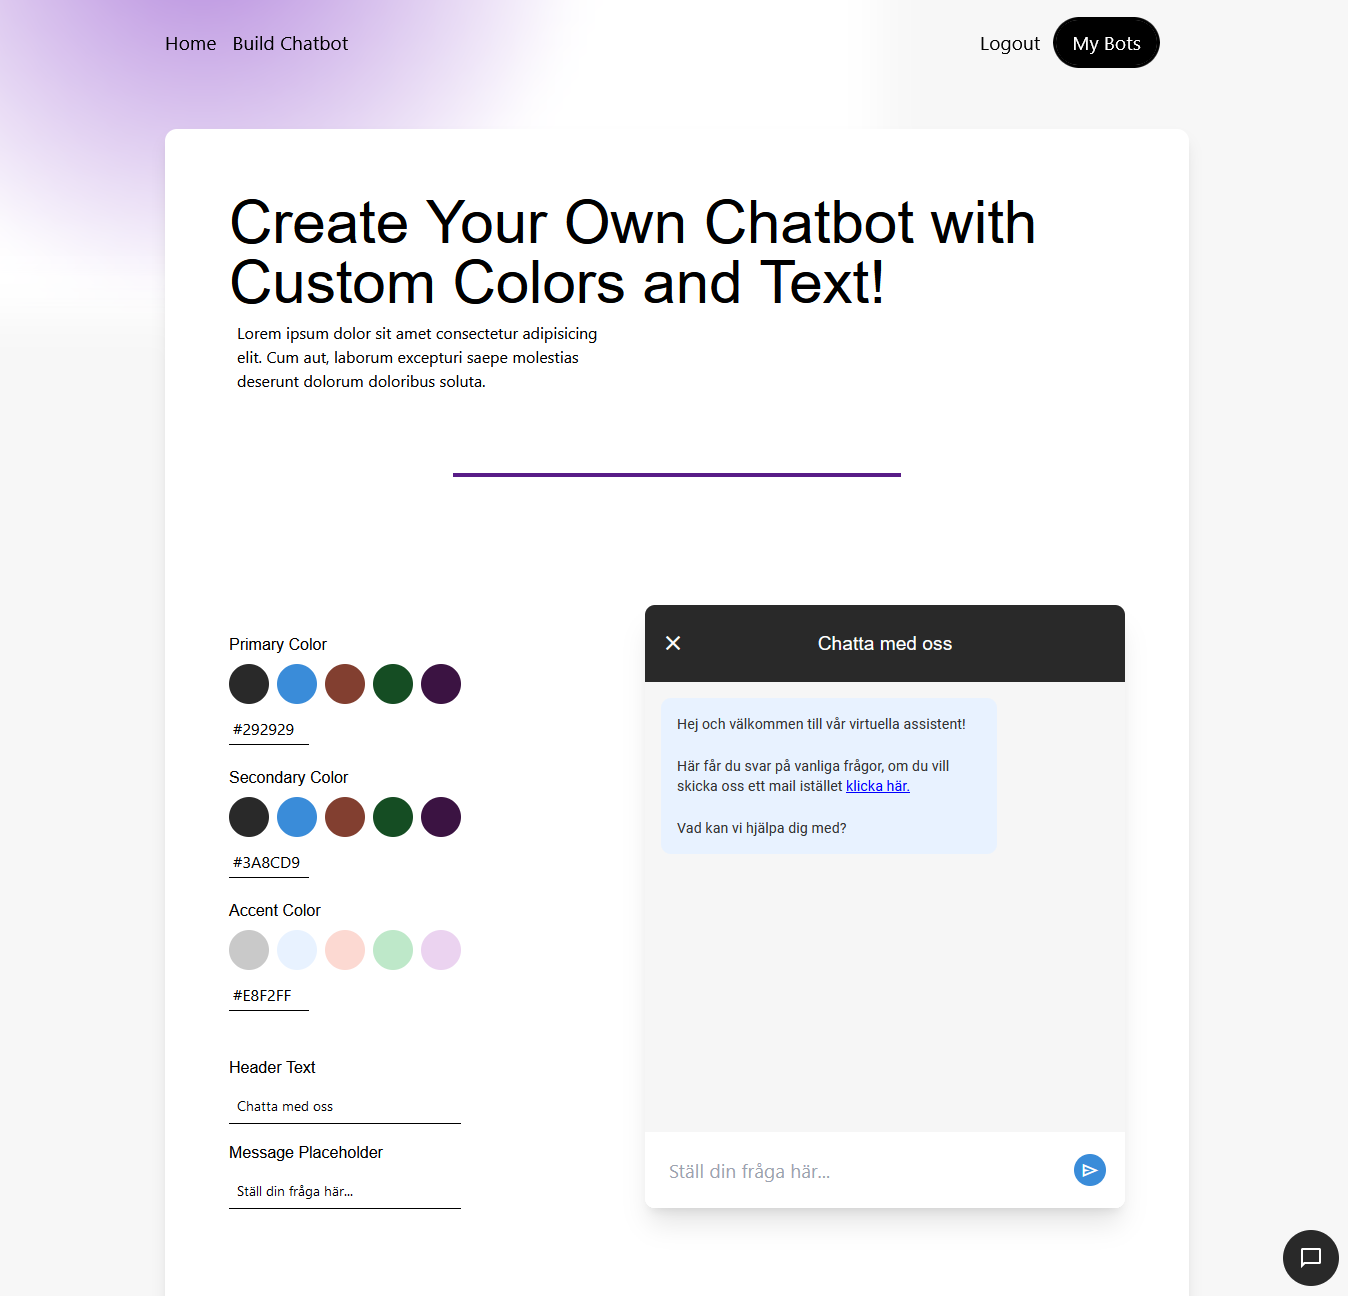 Home Build Chatbot Logout My Bots
Create Your Own Chatbot with
Custom Colors and Text!
Lorem ipsum dolor sit amet consectetur adipisicing
elit. Cum aut, laborum excepturi saepe molestias
deserunt dolorum doloribus soluta.
Primary Color
#292929
Secondary Color
#3A8CD9
Accent Color
#E8F2FF
Header Text
Chatta med oss
Message Placeholder
Ställ din fråga här...
Chatta med oss
Hej och välkommen till vår virtuella assistent!
Här får du svar på vanliga frågor, om du vill
skicka oss ett mail istället klicka här.
Vad kan vi hjälpa dig med?
Ställ din fråga här...